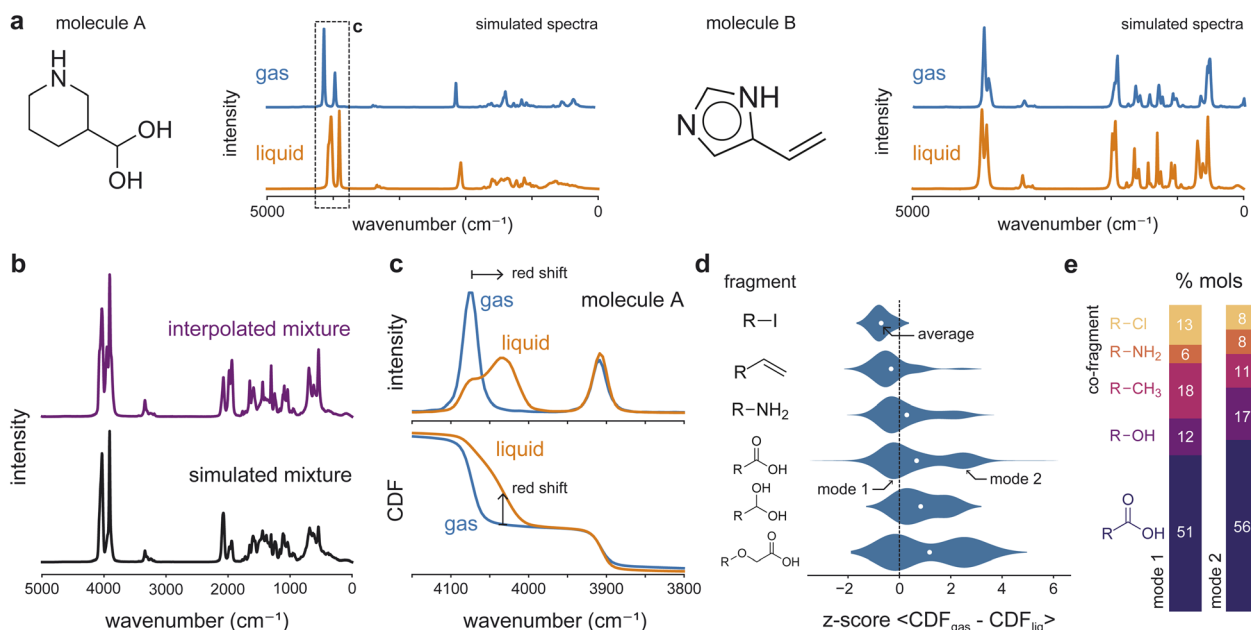 a
molecule A
H
N
OH
OH
c
simulated spectra
gas
liquid
intensity
5000
0
wavenumber (cm⁻¹)
molecule B
NH
N
simulated spectra
gas
liquid
intensity
5000
0
wavenumber (cm⁻¹)
b
interpolated mixture
simulated mixture
intensity
5000
4000
3000
2000
1000
0
wavenumber (cm⁻¹)
c
red shift
gas
molecule A
liquid
intensity
liquid
red shift
gas
CDF
4100
4000
3900
3800
wavenumber (cm⁻¹)
d
fragment
R–I
average
R
R–NH₂
O
R
OH
mode 1
mode 2
OH
R
OH
O
R
O
OH
−2
0
2
4
6
z-score <CDFgas - CDFliq>
e
% mols
co-fragment
R–Cl
13
8
R–NH₂
6
8
R–CH₃
18
11
R–OH
12
17
O
R
OH
51
56
mode 1
mode 2